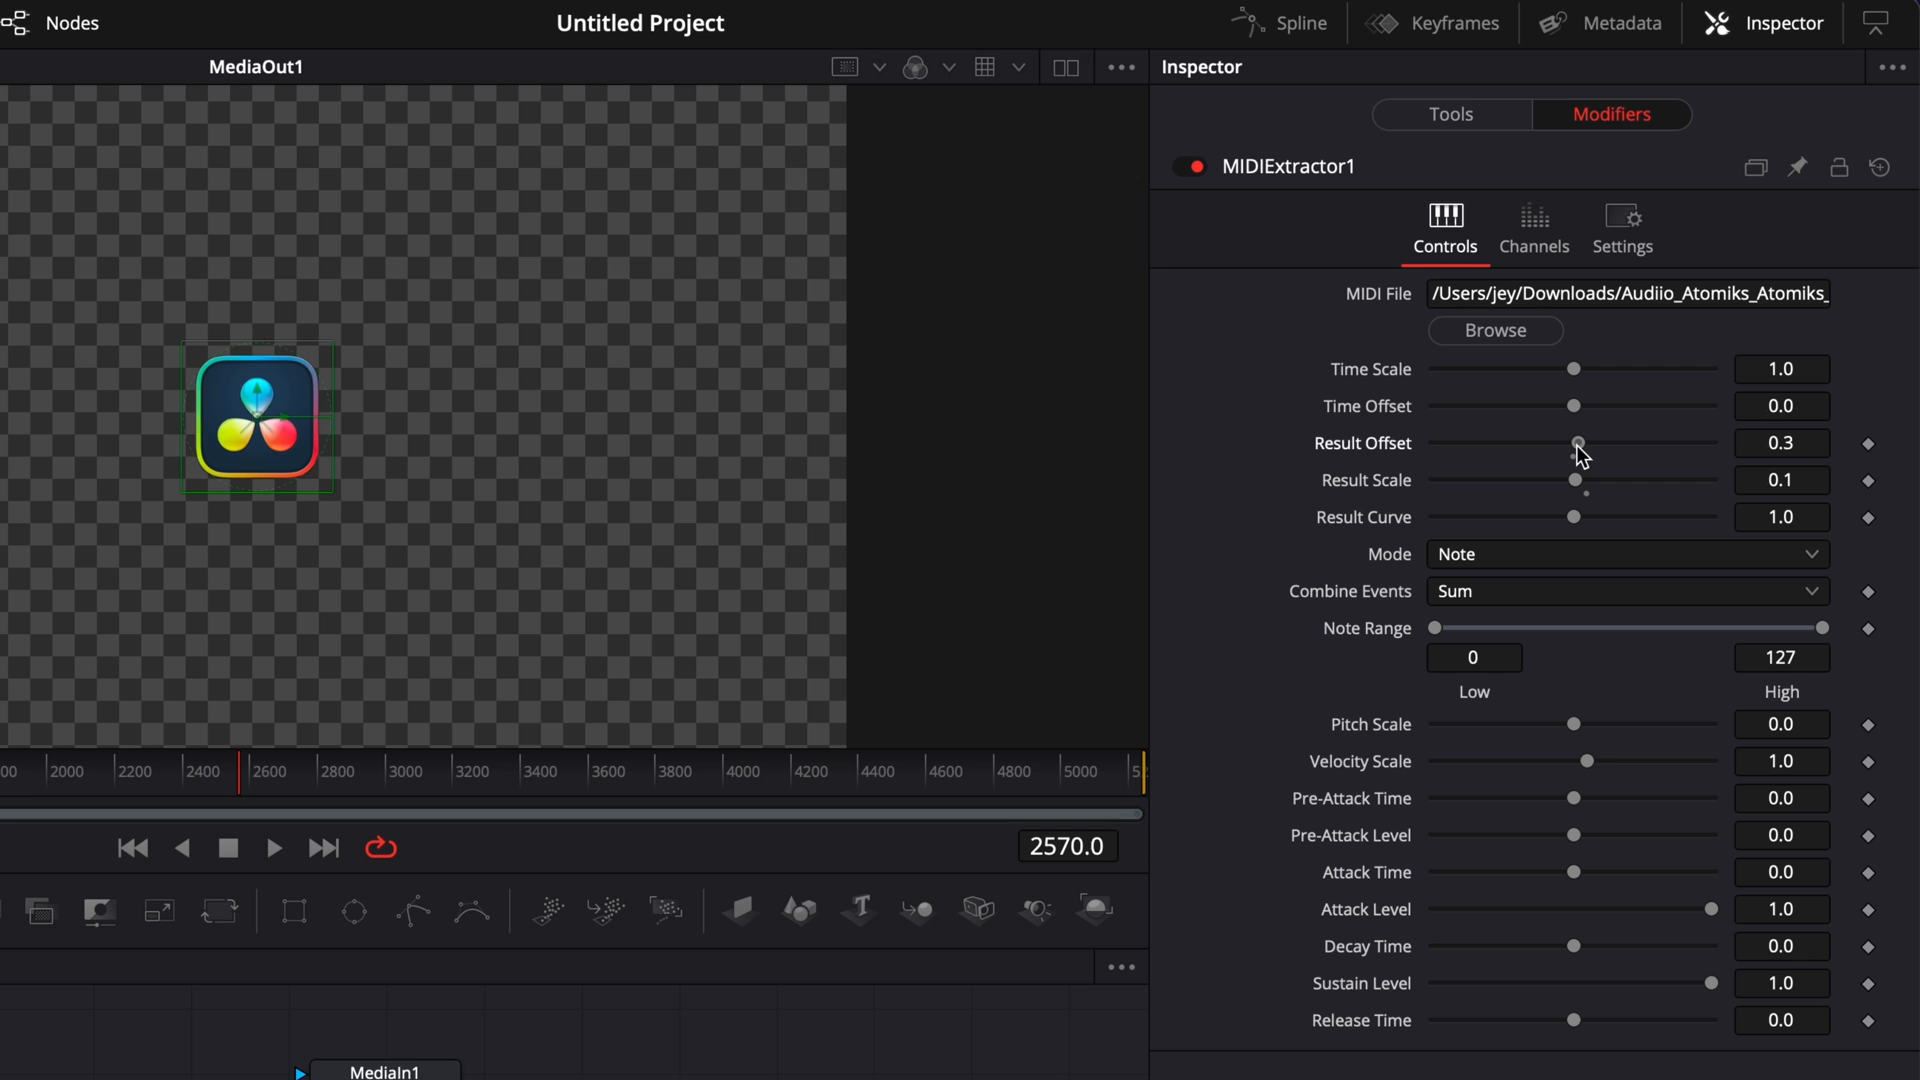 Nodes
Untitled Project
Spline
Keyframes
Metadata
Inspector
MediaOut1
Inspector
Tools
Modifiers
MIDIExtractor1
Controls
Channels
Settings
MIDI File /Users/jey/Downloads/Audiio_Atomiks_Atomiks_
Browse
Time Scale 1.0
Time Offset 0.0
Result Offset 0.3
Result Scale 0.1
Result Curve 1.0
Mode Note
Combine Events Sum
Note Range
0 127
Low High
Pitch Scale 0.0
Velocity Scale 1.0
Pre-Attack Time 0.0
Pre-Attack Level 0.0
Attack Time 0.0
Attack Level 1.0
Decay Time 0.0
Sustain Level 1.0
Release Time 0.0
00 2000 2200 2400 2600 2800 3000 3200 3400 3600 3800 4000 4200 4400 4600 4800 5000 5
2570.0
MediaIn1